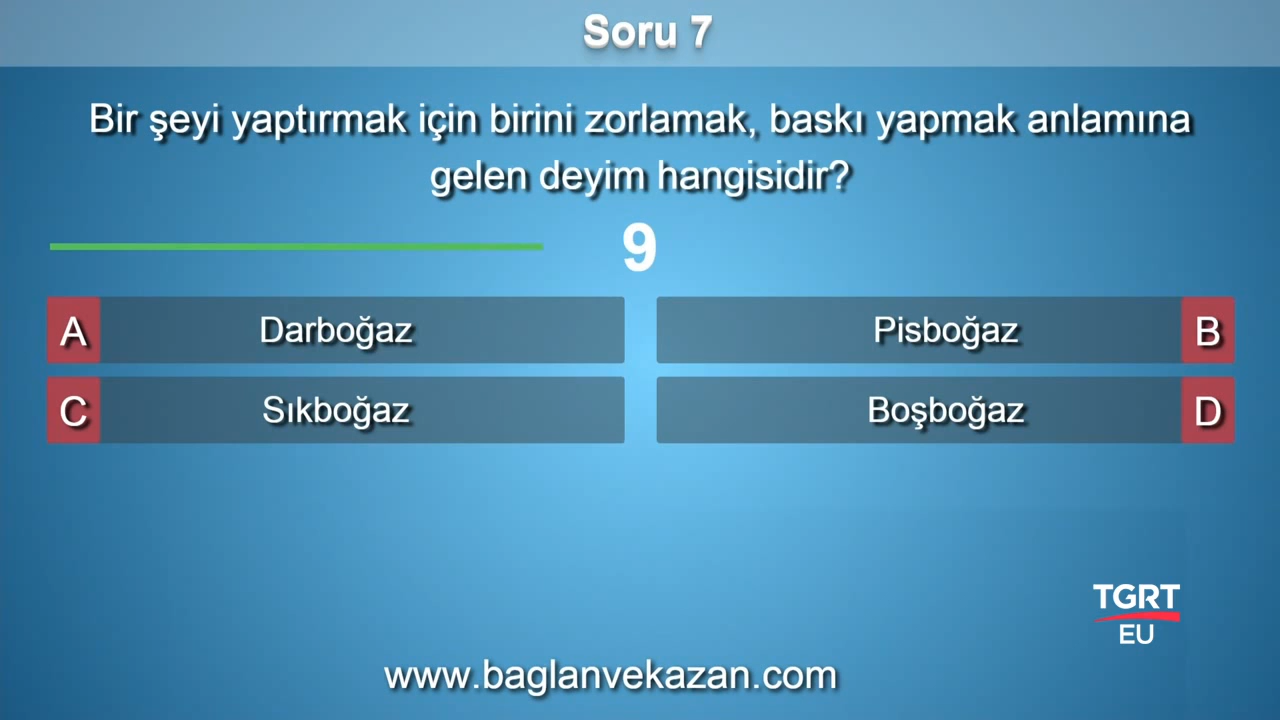 Soru 7
Bir şeyi yaptırmak için birini zorlamak, baskı yapmak anlamına
gelen deyim hangisidir?
9
A Darboğaz
Pisboğaz B
C Sıkboğaz
Boşboğaz D
TGRT
EU
www.baglanvekazan.com